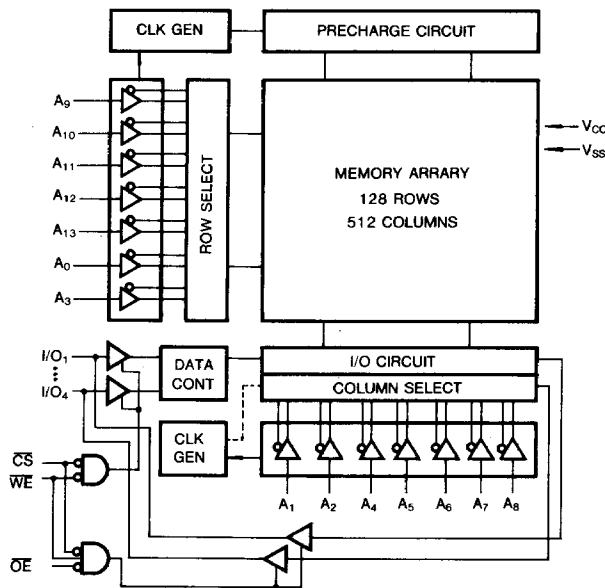 CLK GEN
PRECHARGE CIRCUIT
A9
A10
A11
A12
A13
A0
A3
ROW SELECT
MEMORY ARRARY
128 ROWS
512 COLUMNS
VCC
VSS
I/O1
I/O4
DATA
CONT
I/O CIRCUIT
COLUMN SELECT
CLK
GEN
CS
WE
OE
A1 A2 A4 A5 A6 A7 A8